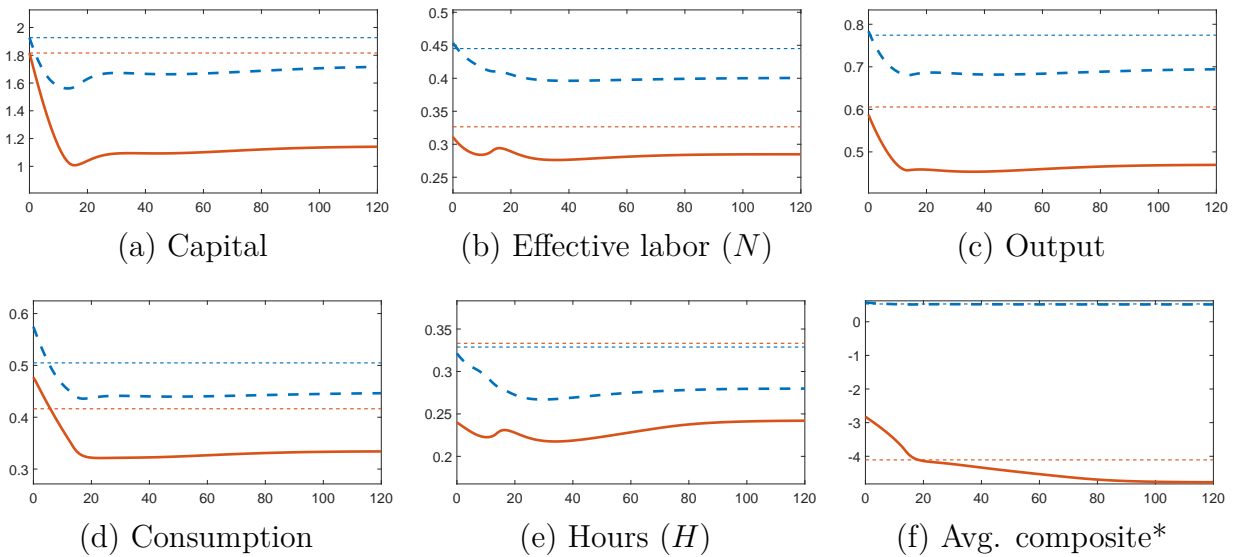 2
1.8
1.6
1.4
1.2
1
0 20 40 60 80 100 120
(a) Capital
0.5
0.45
0.4
0.35
0.3
0.25
0 20 40 60 80 100 120
(b) Effective labor (N)
0.8
0.7
0.6
0.5
0 20 40 60 80 100 120
(c) Output
0.6
0.5
0.4
0.3
0 20 40 60 80 100 120
(d) Consumption
0.35
0.3
0.25
0.2
0 20 40 60 80 100 120
(e) Hours (H)
0
-1
-2
-3
-4
0 20 40 60 80 100 120
(f) Avg. composite*